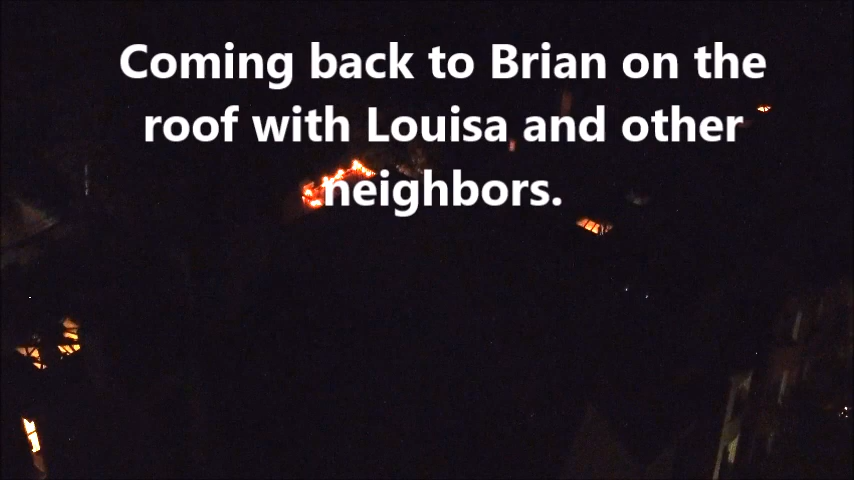 Coming back to Brian on the
roof with Louisa and other
neighbors.